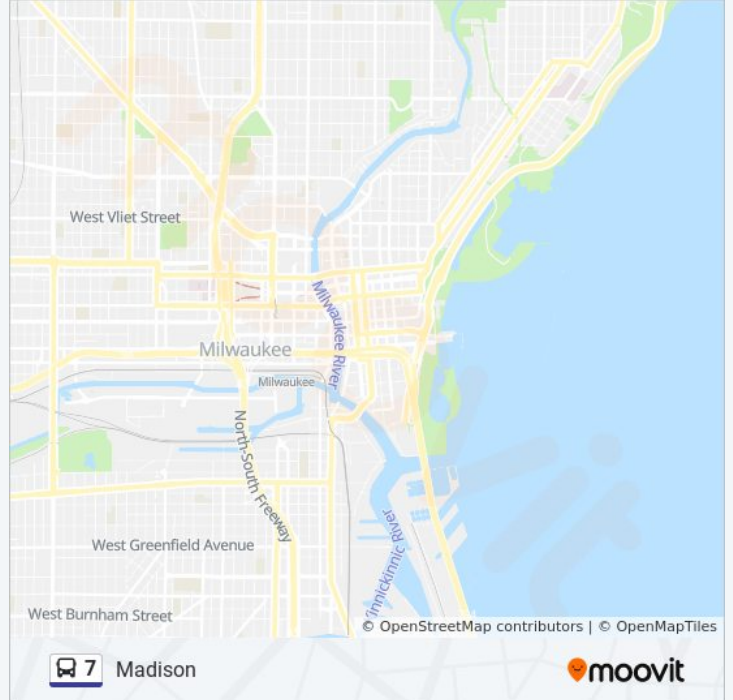 West Vliet Street
Milwaukee River
Milwaukee
Milwaukee
North-South Freeway
West Greenfield Avenue
innickinnic River
West Burnham Street
© OpenStreetMap contributors | © OpenMapTiles
7 Madison
moovit